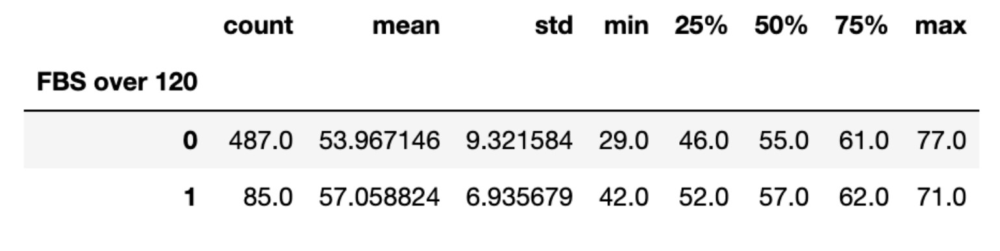 count mean std min 25% 50% 75% max
FBS over 120
0 487.0 53.967146 9.321584 29.0 46.0 55.0 61.0 77.0
1 85.0 57.058824 6.935679 42.0 52.0 57.0 62.0 71.0